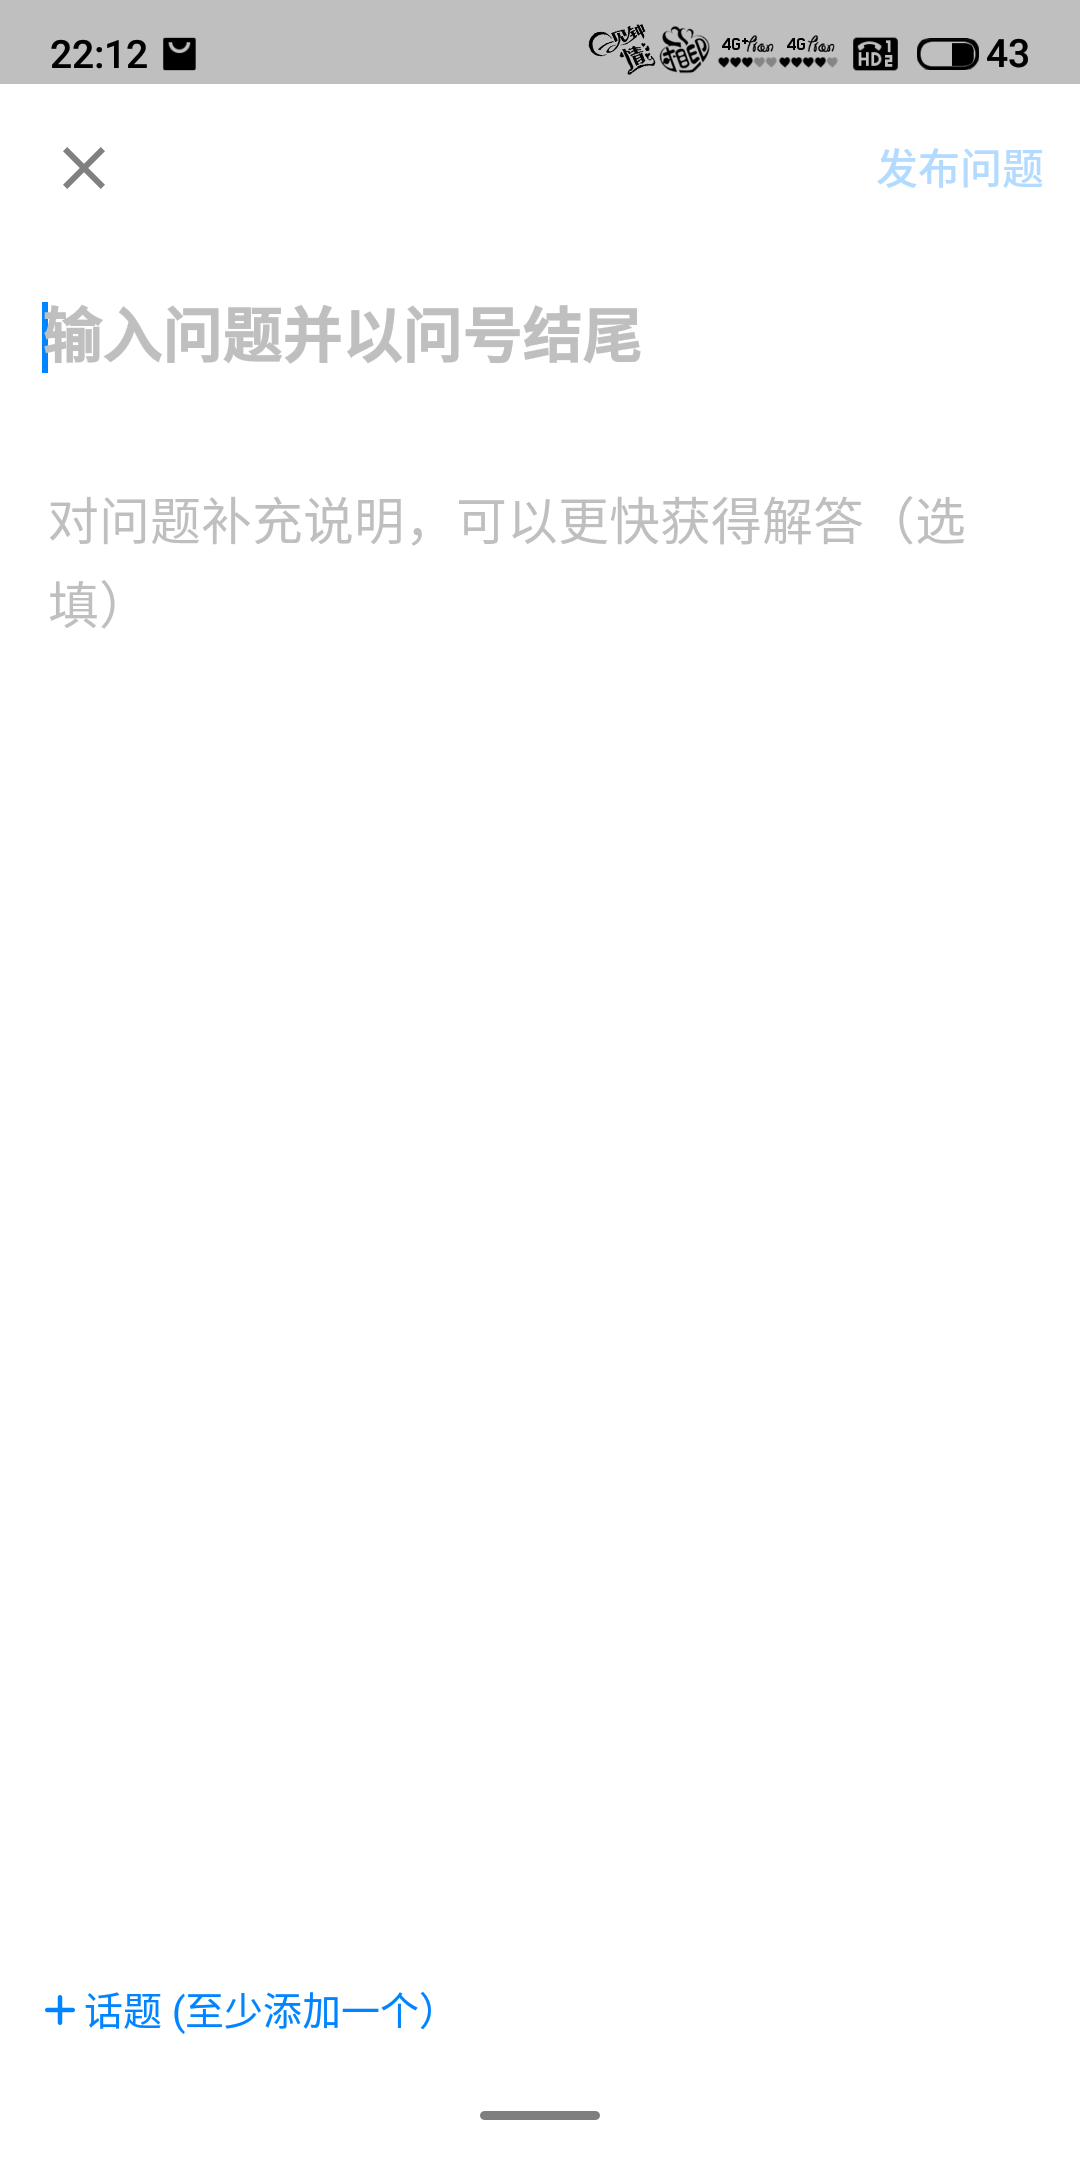 22:12
4G+ 4G HD 1 2 43
发布问题
输入问题并以问号结尾
对问题补充说明，可以更快获得解答（选
填）
+ 话题 (至少添加一个）